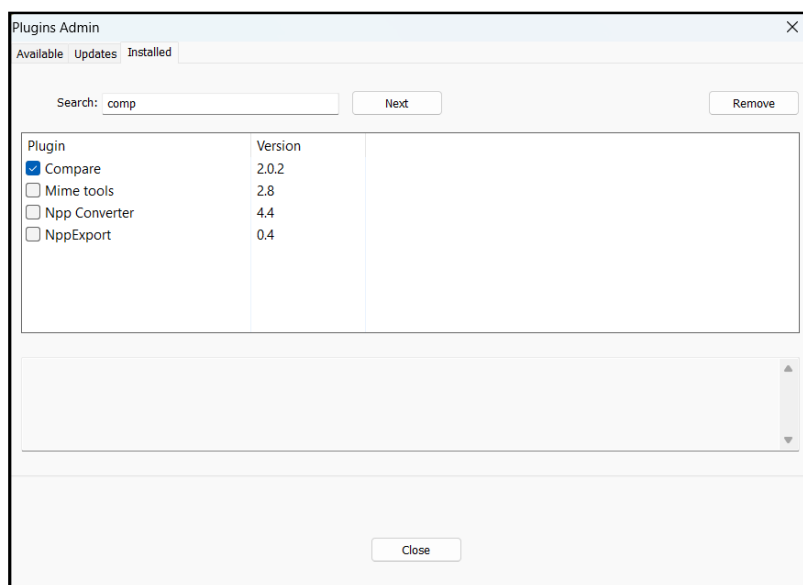 Plugins Admin
Available Updates Installed
Search: comp Next Remove
Plugin Version
Compare 2.0.2
Mime tools 2.8
Npp Converter 4.4
NppExport 0.4
Close